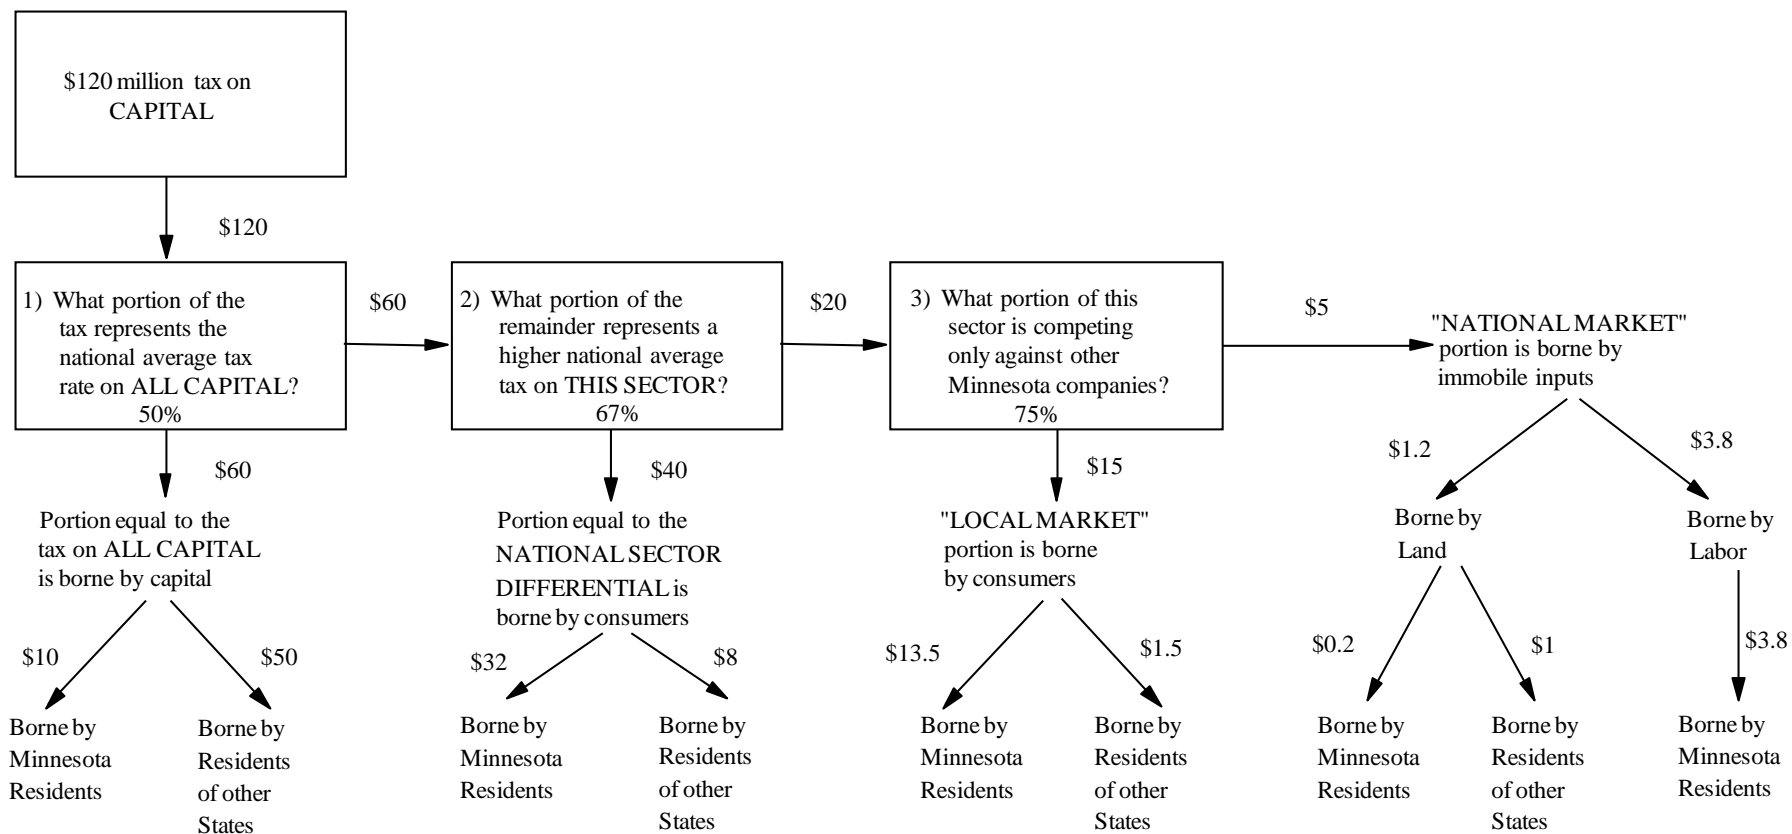 $120 million tax on
CAPITAL
$120
1) What portion of the
tax represents the
national average tax
rate on ALL CAPITAL?
50%
$60
2) What portion of the
remainder represents a
higher national average
tax on THIS SECTOR?
67%
$20
3) What portion of this
sector is competing
only against other
Minnesota companies?
75%
$5
"NATIONAL MARKET"
portion is borne by
immobile inputs
$60
Portion equal to the
tax on ALL CAPITAL
is borne by capital
$10
$50
Borne by
Minnesota
Residents
Borne by
Residents
of other
States
$40
Portion equal to the
NATIONAL SECTOR
DIFFERENTIAL is
borne by consumers
$32
$8
Borne by
Minnesota
Residents
Borne by
Residents
of other
States
$15
"LOCAL MARKET"
portion is borne
by consumers
$13.5
$1.5
Borne by
Minnesota
Residents
Borne by
Residents
of other
States
$1.2
$3.8
Borne by
Land
Borne by
Labor
$0.2
$1
$3.8
Borne by
Minnesota
Residents
Borne by
Residents
of other
States
Borne by
Minnesota
Residents